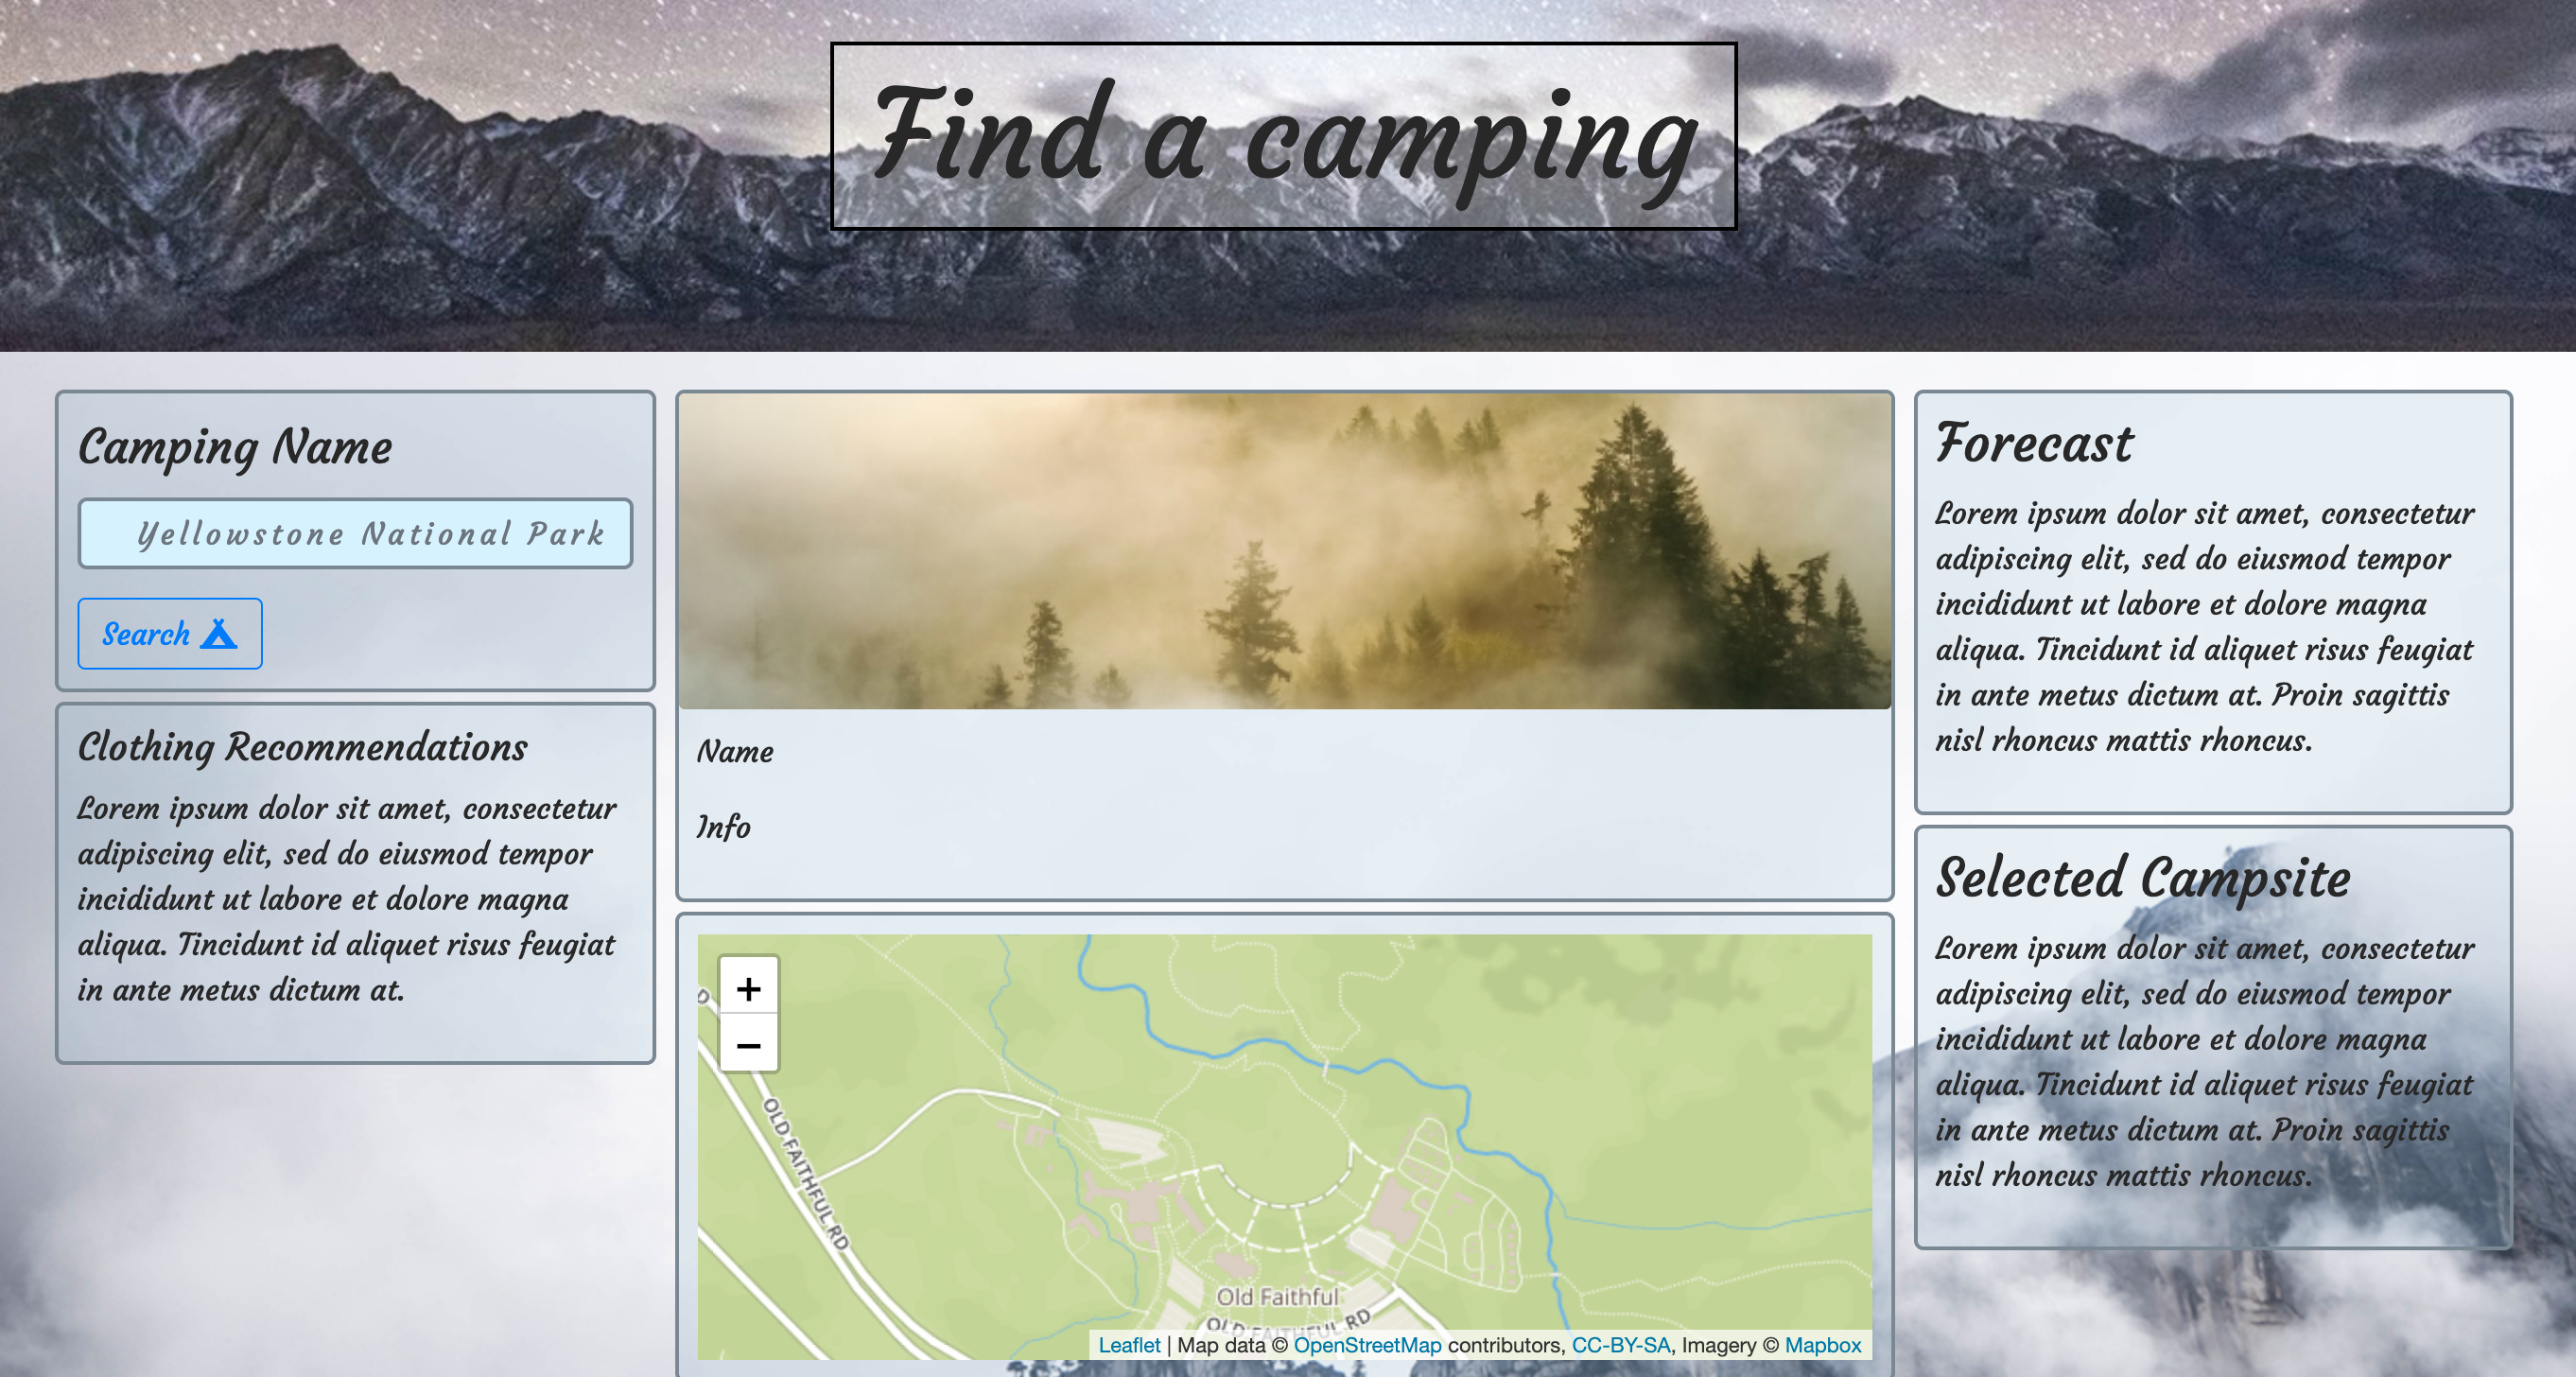 Find a camping
Camping Name
Yellowstone National Park
Search
Clothing Recommendations
Lorem ipsum dolor sit amet, consectetur
adipiscing elit, sed do eiusmod tempor
incididunt ut labore et dolore magna
aliqua. Tincidunt id aliquet risus feugiat
in ante metus dictum at.
Name
Info
+
−
OLD FAITHFUL RD
Old Faithful
OLD FAITHFUL RD
Leaflet | Map data © OpenStreetMap contributors, CC-BY-SA, Imagery © Mapbox
Forecast
Lorem ipsum dolor sit amet, consectetur
adipiscing elit, sed do eiusmod tempor
incididunt ut labore et dolore magna
aliqua. Tincidunt id aliquet risus feugiat
in ante metus dictum at. Proin sagittis
nisl rhoncus mattis rhoncus.
Selected Campsite
Lorem ipsum dolor sit amet, consectetur
adipiscing elit, sed do eiusmod tempor
incididunt ut labore et dolore magna
aliqua. Tincidunt id aliquet risus feugiat
in ante metus dictum at. Proin sagittis
nisl rhoncus mattis rhoncus.